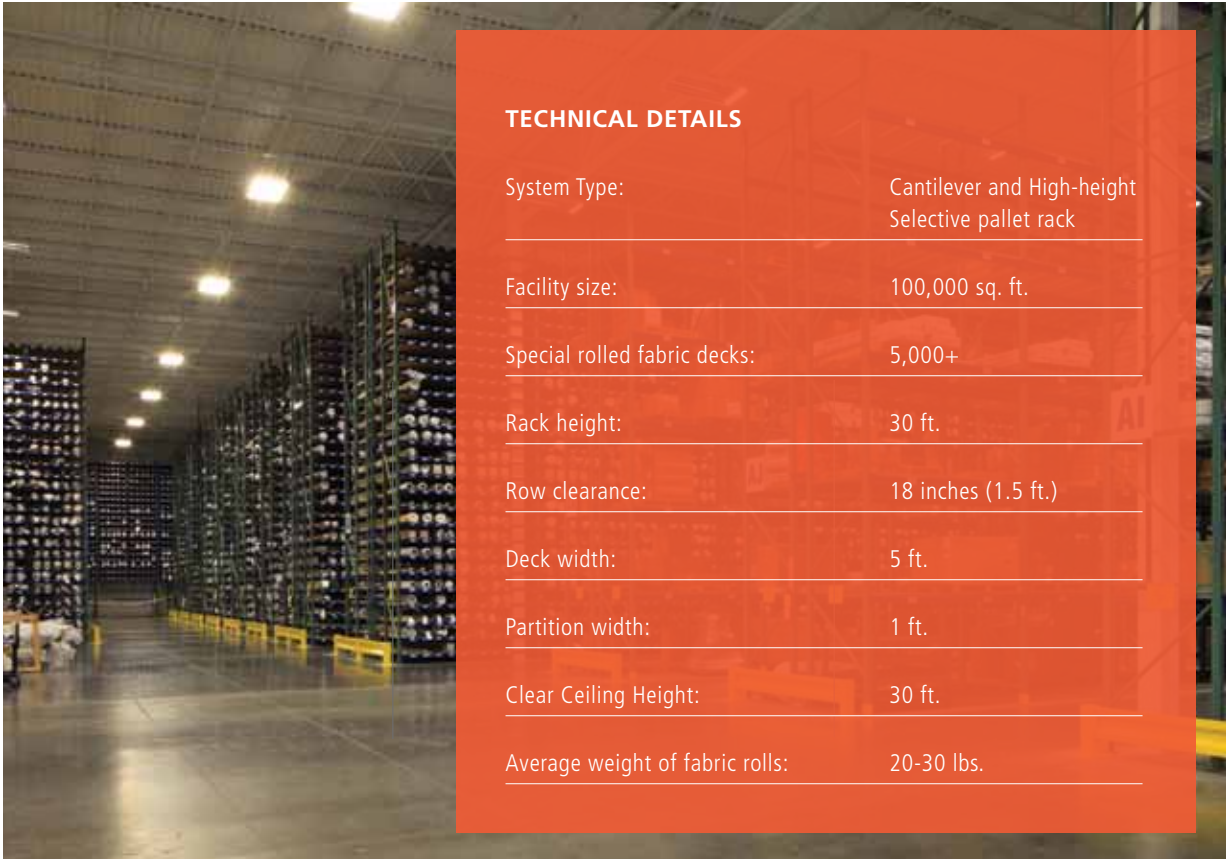 TECHNICAL DETAILS
System Type: Cantilever and High-height
Selective pallet rack
Facility size: 100,000 sq. ft.
Special rolled fabric decks: 5,000+
Rack height: 30 ft.
Row clearance: 18 inches (1.5 ft.)
Deck width: 5 ft.
Partition width: 1 ft.
Clear Ceiling Height: 30 ft.
Average weight of fabric rolls: 20-30 lbs.
AI